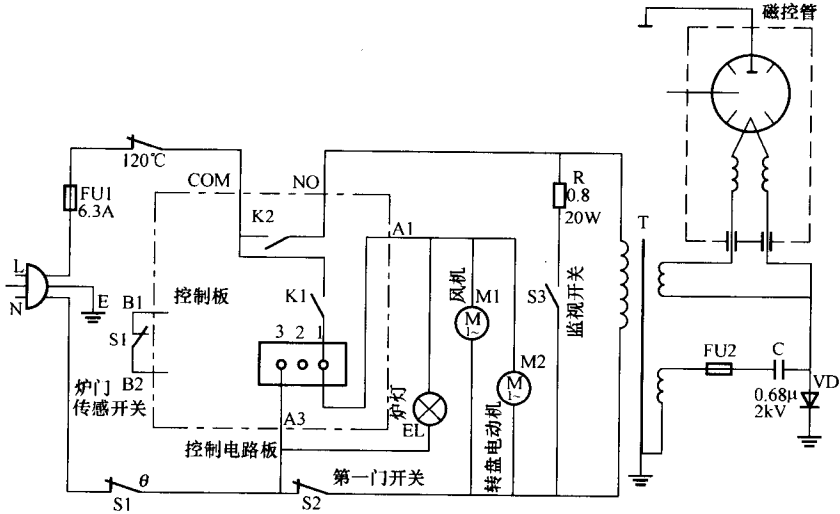 磁控管
120℃
COM
NO
FU1
6.3A
K2
A1
R
0.8
20W
T
L
N
E
B1
S1
B2
控制板
K1
3 2 1
风机
M1
M
1~
S3
监视开关
炉门
传感开关
A3
控制电路板
炉灯
EL
M2
M
1~
转盘电动机
FU2
C
0.68μ
2kV
VD
S1
θ
S2
第一门开关